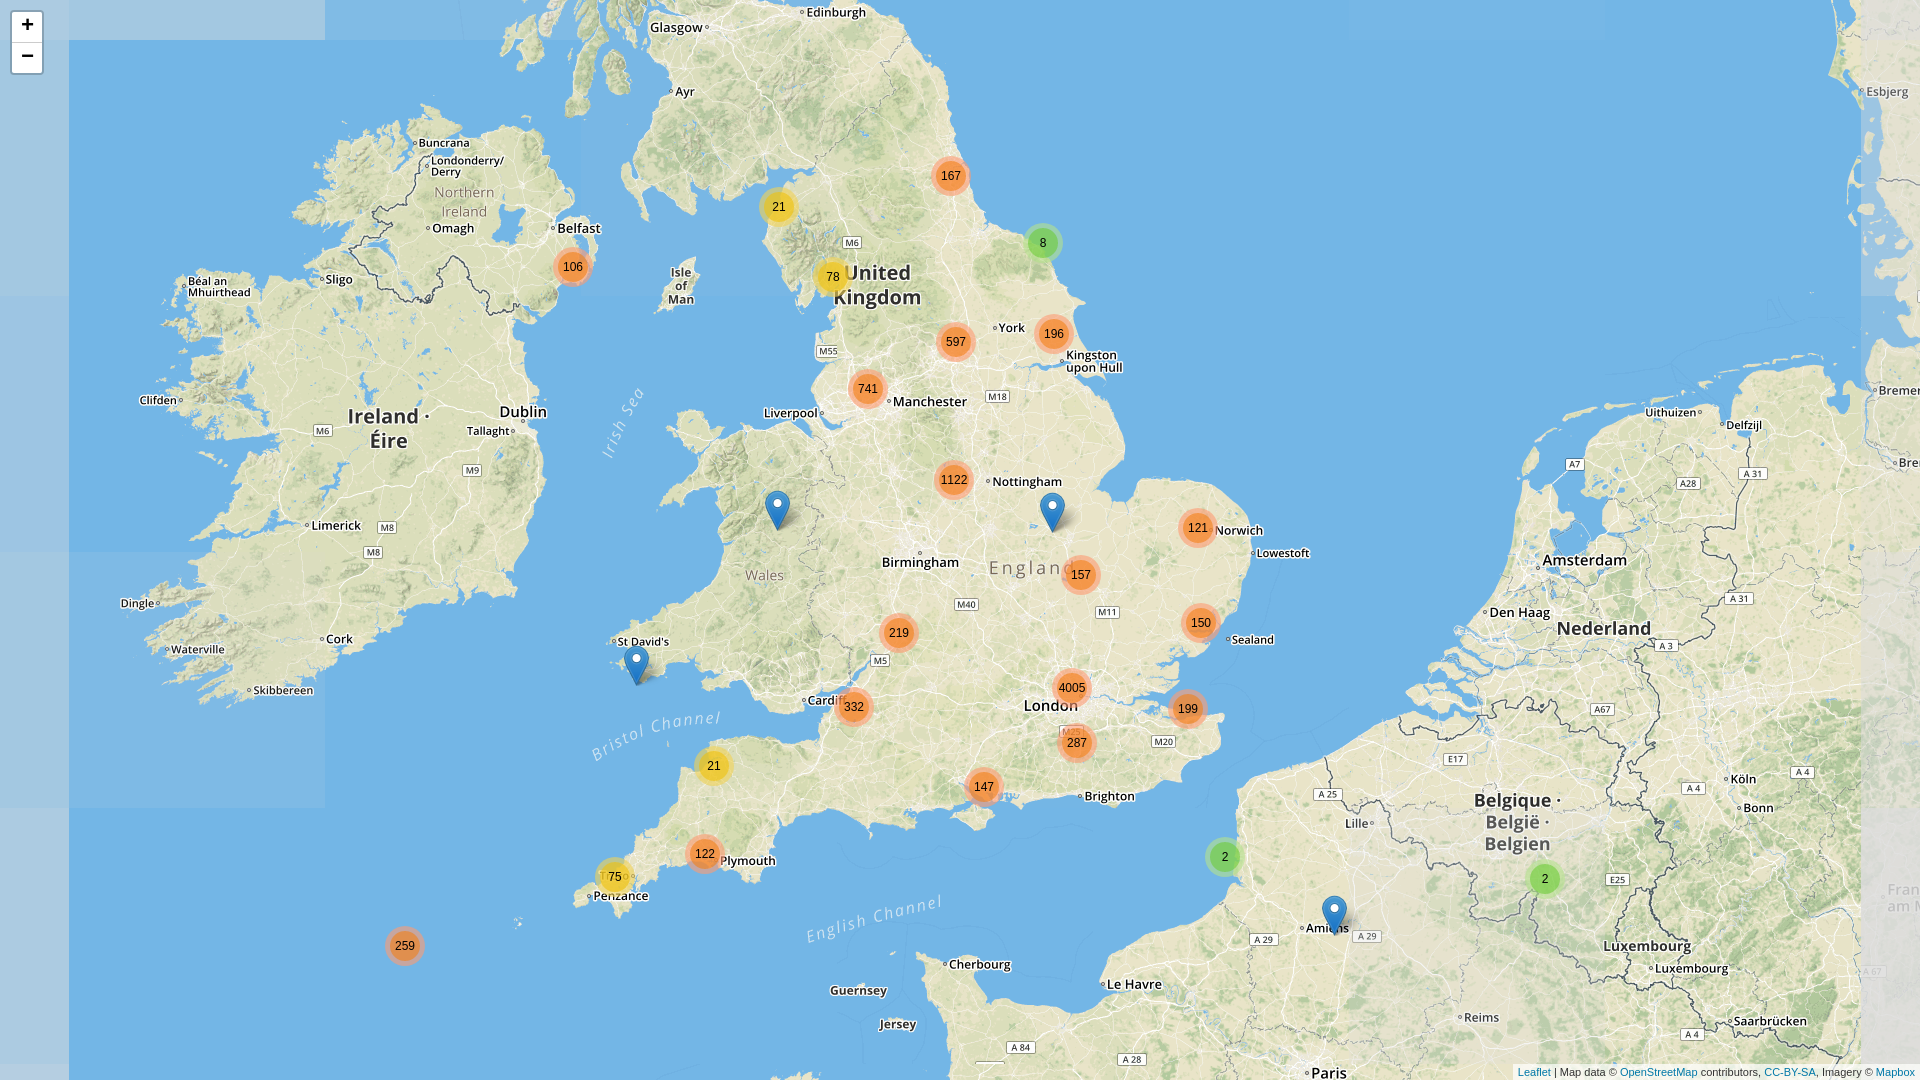 +
−
Glasgow
Edinburgh
Ayr
Esbjerg
Buncrana
Londonderry/
Derry
Northern
Ireland
Omagh
Belfast
167
21
8
M6
106
78
United
Kingdom
Isle
of
Man
Béal an
Mhuirthead
Sligo
York
196
597
M55
Kingston
upon Hull
741
Manchester
M18
Liverpool
Clifden
Dublin
Ireland ·
Éire
M6
Tallaght
Irish Sea
M9
Uithuizen
Delfzijl
A7
A 31
A28
1122
Nottingham
Limerick
M8
M8
121
Norwich
Lowestoft
Birmingham
England
157
Wales
Amsterdam
A 31
Dingle
M40
M11
Den Haag
150
219
Nederland
Cork
St David's
Sealand
Waterville
M5
A 3
Skibbereen
4005
Cardiff
332
London
199
A67
Bristol Channel
M25
287
M20
E17
21
147
Brighton
A 25
Köln
A 4
A 4
Bonn
Belgique ·
België ·
Belgien
Lille
122
Plymouth
2
75
Penzance
2
E25
English Channel
Amiens
A 29
A 29
259
Luxembourg
Luxembourg
Cherbourg
Le Havre
A 67
Guernsey
Jersey
Reims
Saarbrücken
A 4
A 84
A 28
Paris
Leaflet | Map data © OpenStreetMap contributors, CC-BY-SA, Imagery © Mapbox